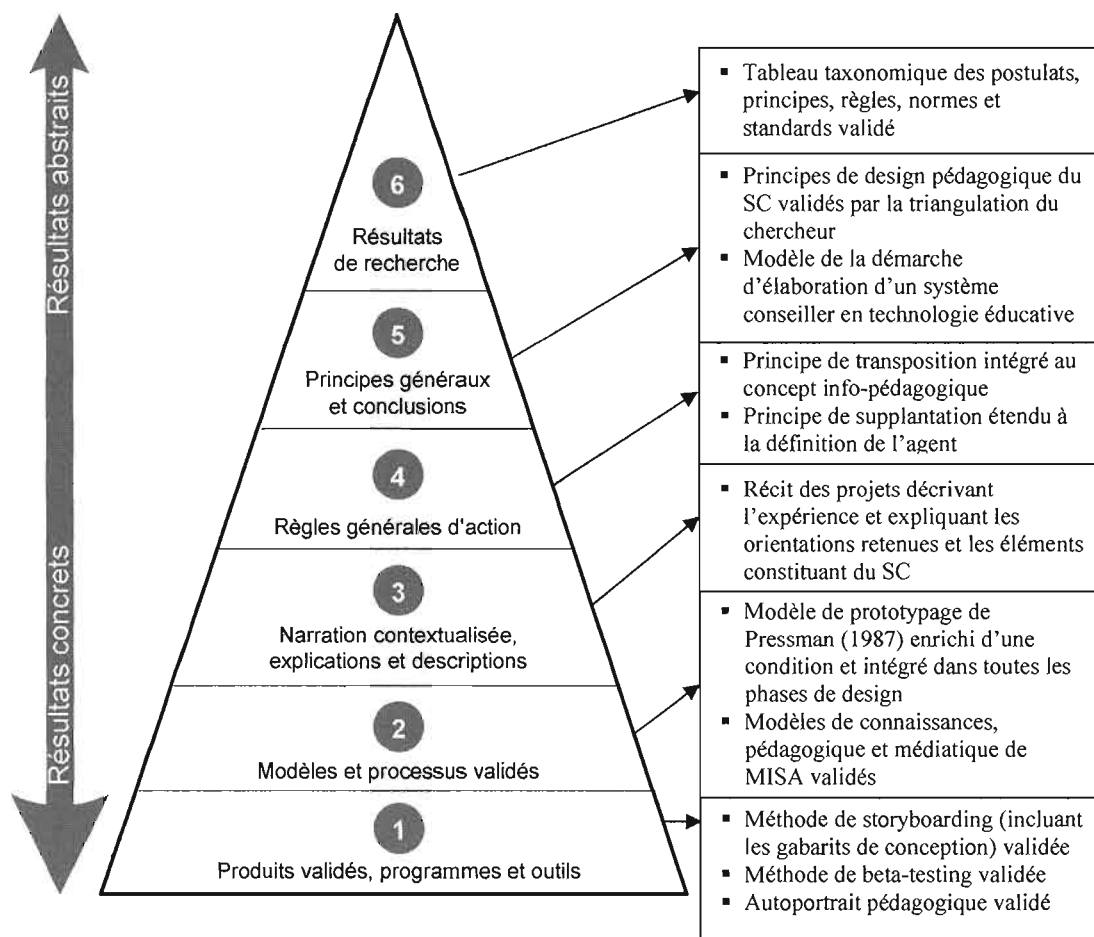 Résultats abstraits
Résultats concrets
6
Résultats
de recherche
5
Principes généraux
et conclusions
4
Règles générales d'action
3
Narration contextualisée,
explications et descriptions
2
Modèles et processus validés
1
Produits validés, programmes et outils
▪ Tableau taxonomique des postulats,
principes, règles, normes et
standards validé
▪ Principes de design pédagogique du
SC validés par la triangulation du
chercheur
▪ Modèle de la démarche
d'élaboration d'un système
conseiller en technologie éducative
▪ Principe de transposition intégré au
concept info-pédagogique
▪ Principe de supplantation étendu à
la définition de l'agent
▪ Récit des projets décrivant
l'expérience et expliquant les
orientations retenues et les éléments
constituant du SC
▪ Modèle de prototypage de
Pressman (1987) enrichi d'une
condition et intégré dans toutes les
phases de design
▪ Modèles de connaissances,
pédagogique et médiatique de
MISA validés
▪ Méthode de storyboarding (incluant
les gabarits de conception) validée
▪ Méthode de beta-testing validée
▪ Autoportrait pédagogique validé